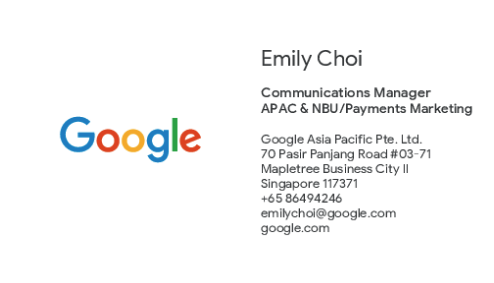 Google
Emily Choi
Communications Manager
APAC & NBU/Payments Marketing
Google Asia Pacific Pte. Ltd.
70 Pasir Panjang Road #03-71
Mapletree Business City II
Singapore 117371
+65 86494246
emilychoi@google.com
google.com